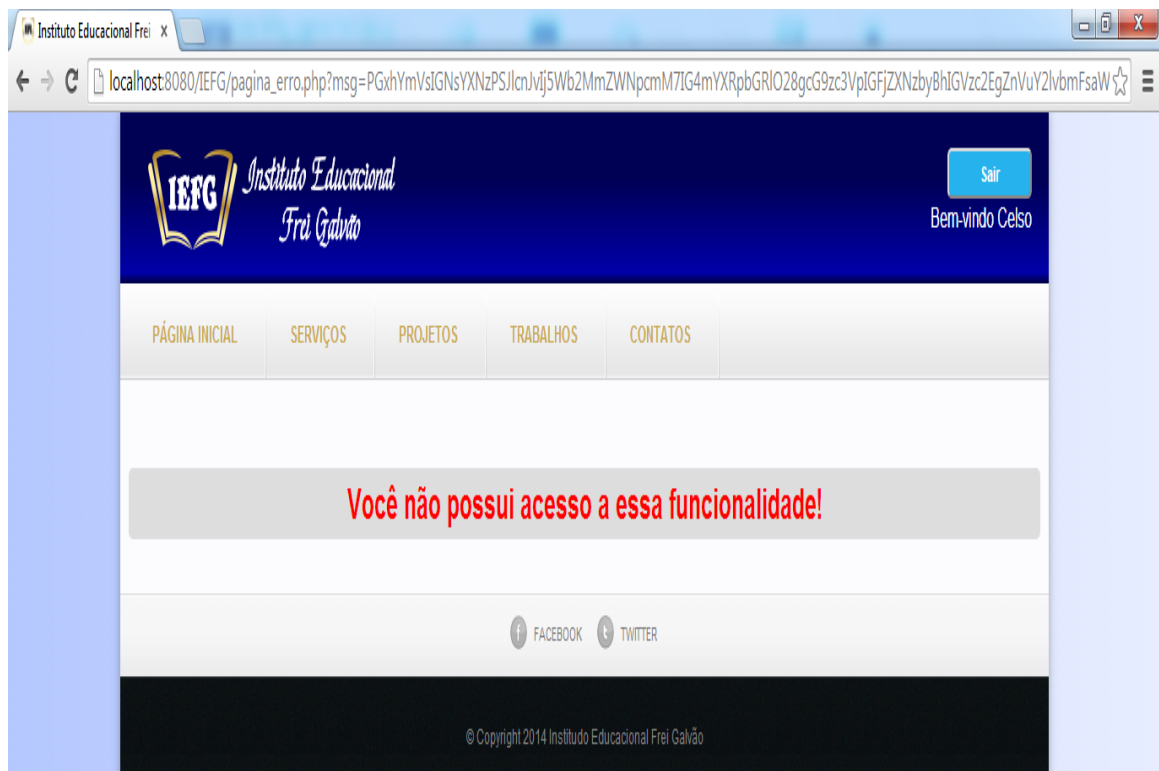 Instituto Educacional Frei
localhost:8080/IEFG/pagina_erro.php?msg=PGxhYmVsIGNsYXNzPSJlcnJvIj5Wb2MmZWNpcmM7IG4mYXRpbGRlO28gcG9zc3VpIGFjZXNzbyBhIGVzc2EgZnVuY2lvbmFsaW
IEFG
Instituto Educacional
Frei Galvão
Sair
Bem-vindo Celso
PÁGINA INICIAL SERVIÇOS PROJETOS TRABALHOS CONTATOS
Você não possui acesso a essa funcionalidade!
FACEBOOK TWITTER
© Copyright 2014 Institudo Educacional Frei Galvão